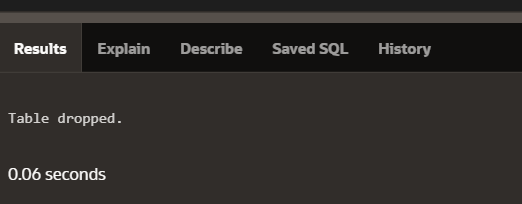 Results Explain Describe Saved SQL History
Table dropped.
0.06 seconds